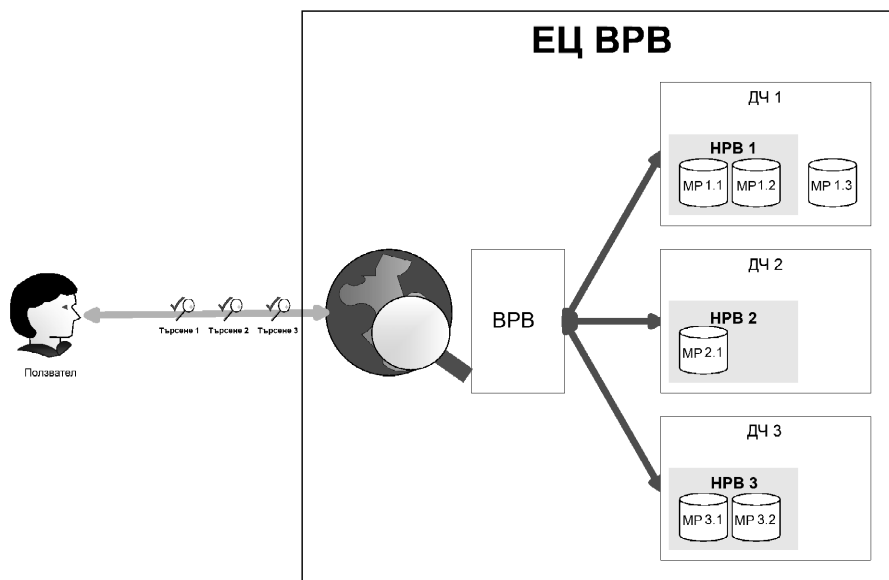 ЕЦ ВРВ
ДЧ 1
НРВ 1
МР 1.1
МР 1.2
МР 1.3
Търсене 1
Търсене 2
Търсене 3
Ползвател
ВРВ
ДЧ 2
НРВ 2
МР 2.1
ДЧ 3
НРВ 3
МР 3.1
МР 3.2